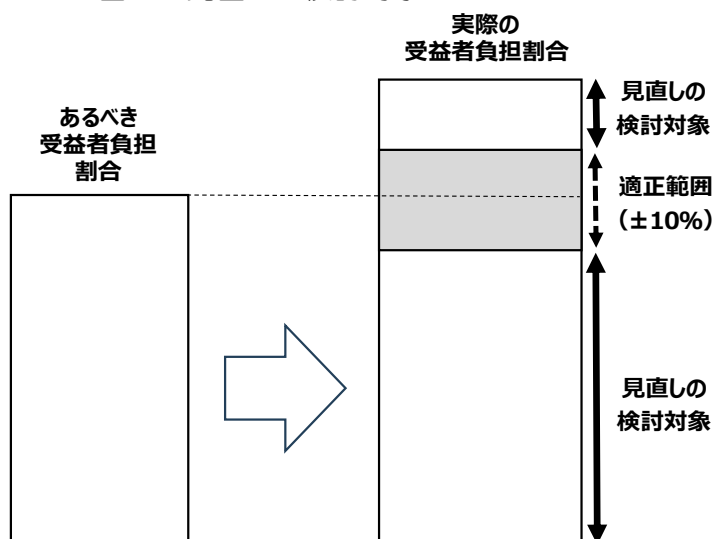 実際の
受益者負担割合
あるべき
受益者負担
割合
見直しの
検討対象
適正範囲
（±10%）
見直しの
検討対象